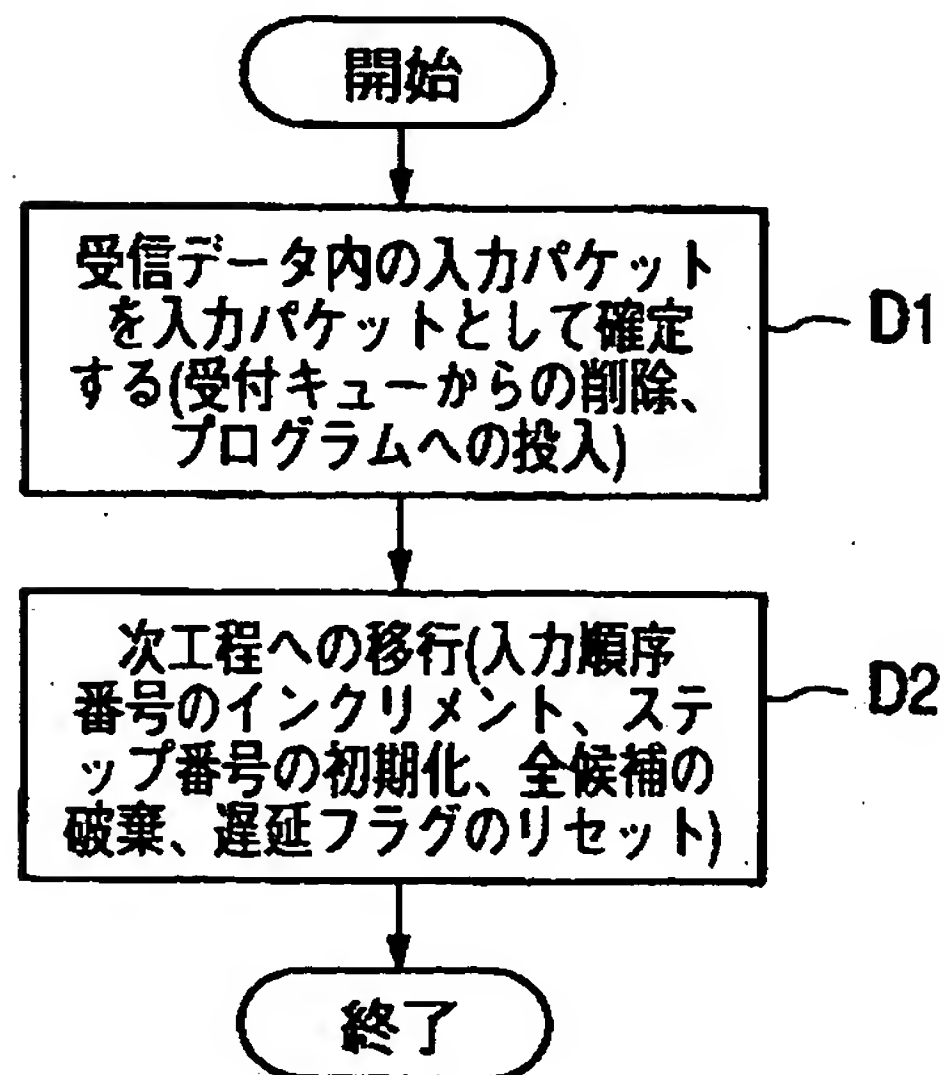 開始
受信データ内の入力パケット
を入力パケットとして確定
する(受付キューからの削除、
プログラムへの投入)
D1
次工程への移行(入力順序
番号のインクリメント、ステ
ップ番号の初期化、全候補の
破棄、遅延フラグのリセット)
D2
終了